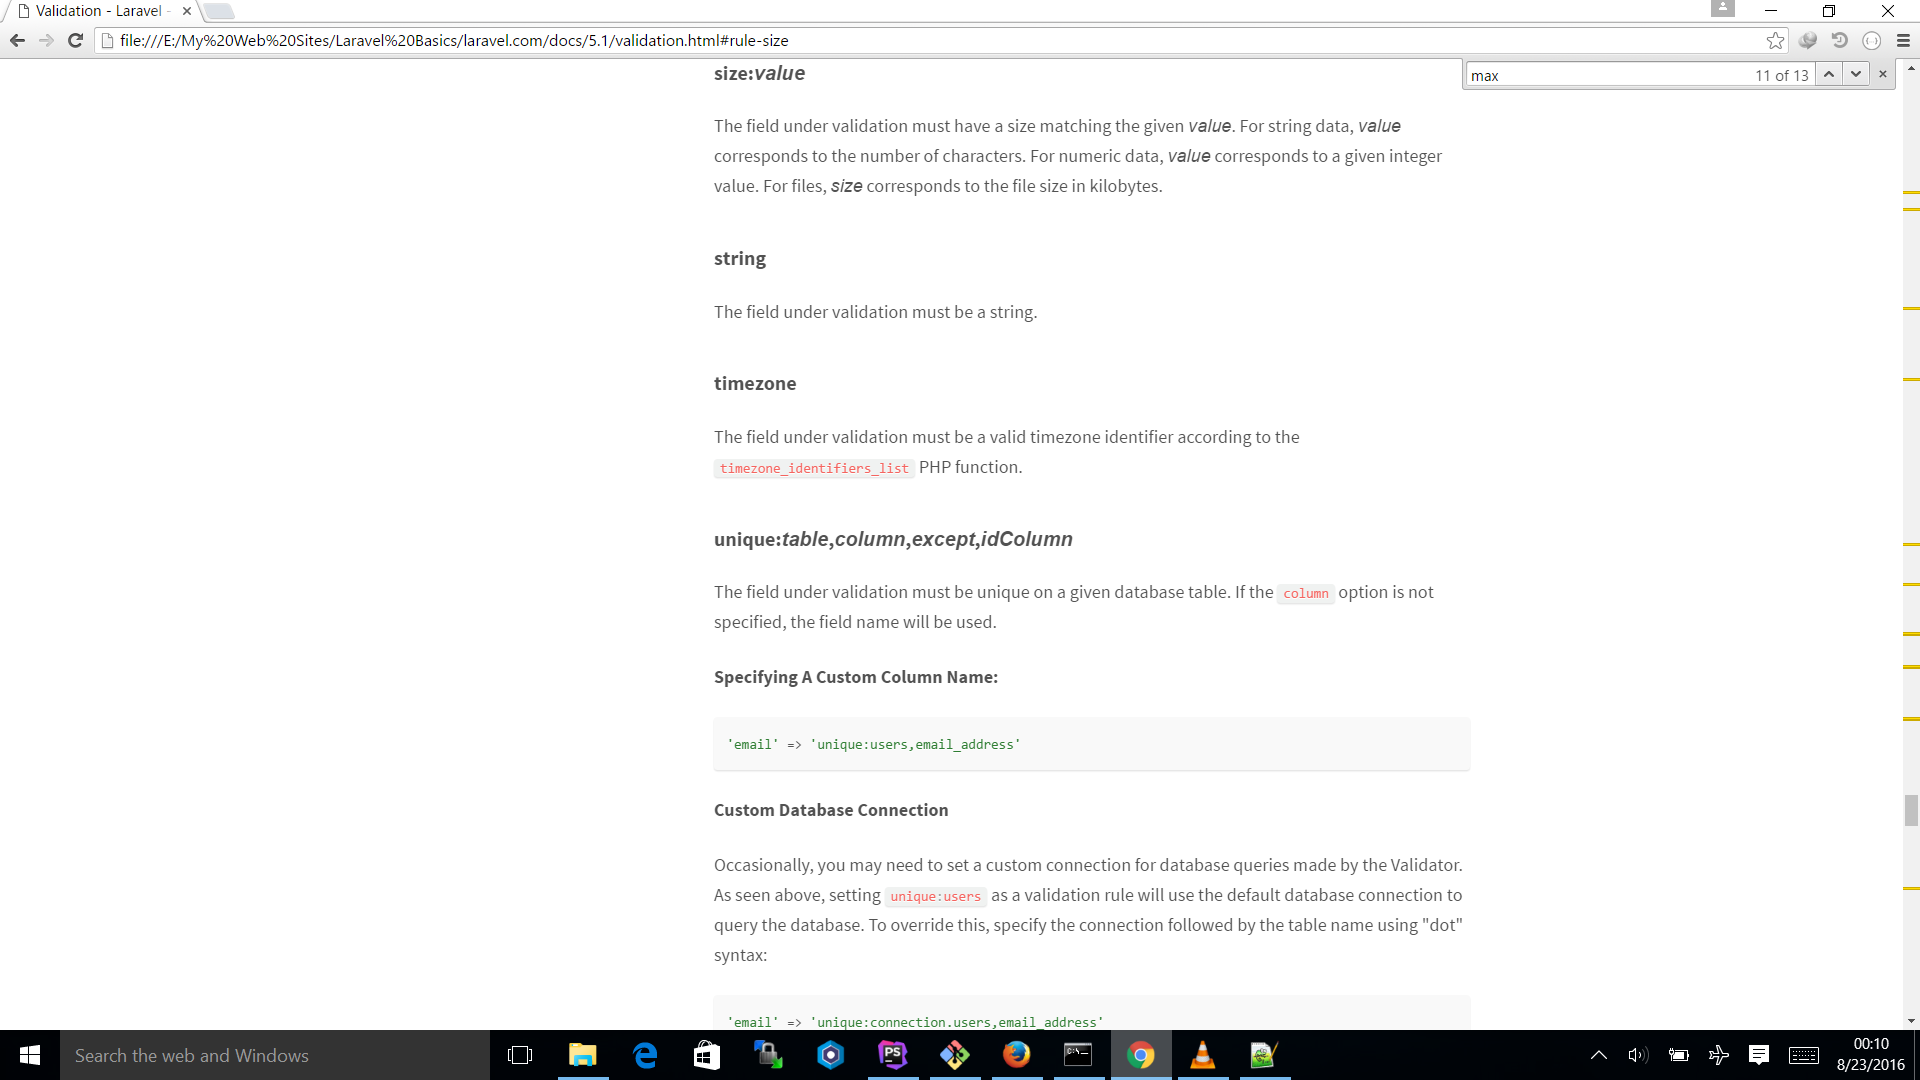 Validation - Laravel -
file:///E:/My%20Web%20Sites/Laravel%20Basics/laravel.com/docs/5.1/validation.html#rule-size
max 11 of 13
size:value
The field under validation must have a size matching the given value. For string data, value
corresponds to the number of characters. For numeric data, value corresponds to a given integer
value. For files, size corresponds to the file size in kilobytes.
string
The field under validation must be a string.
timezone
The field under validation must be a valid timezone identifier according to the
timezone_identifiers_list PHP function.
unique:table,column,except,idColumn
The field under validation must be unique on a given database table. If the column option is not
specified, the field name will be used.
Specifying A Custom Column Name:
'email' => 'unique:users,email_address'
Custom Database Connection
Occasionally, you may need to set a custom connection for database queries made by the Validator.
As seen above, setting unique:users as a validation rule will use the default database connection to
query the database. To override this, specify the connection followed by the table name using "dot"
syntax:
'email' => 'unique:connection.users,email_address'
Search the web and Windows
PS
C:\_
00:10
8/23/2016